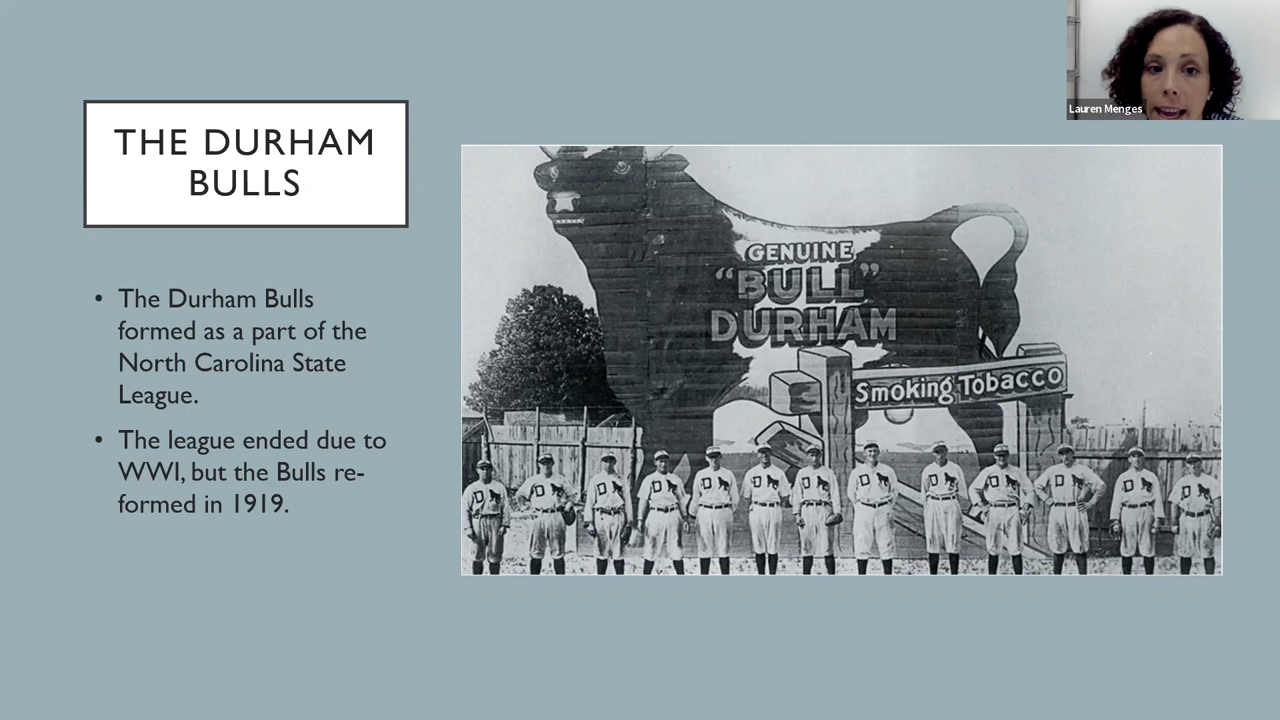 Lauren Menges
THE DURHAM
BULLS
• The Durham Bulls
formed as a part of the
North Carolina State
League.
• The league ended due to
WWI, but the Bulls re-
formed in 1919.
GENUINE
“BULL”
DURHAM
Smoking Tobacco
D
D
D
D
D
D
D
D
D
D
D
D
D